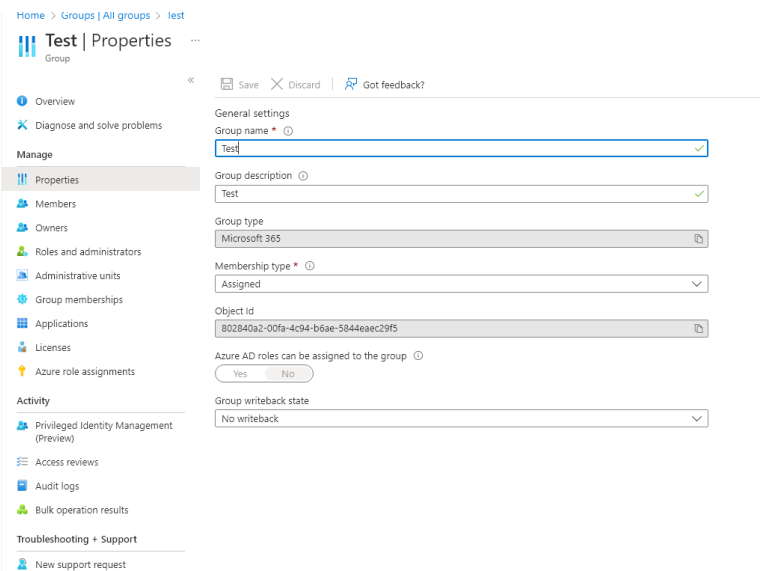 Home > Groups | All groups > Test
Test | Properties ...
Group
«
Save Discard Got feedback?
Overview
Diagnose and solve problems
Manage
Properties
Members
Owners
Roles and administrators
Administrative units
Group memberships
Applications
Licenses
Azure role assignments
Activity
Privileged Identity Management
(Preview)
Access reviews
Audit logs
Bulk operation results
Troubleshooting + Support
New support request
General settings
Group name *
Test
Group description
Test
Group type
Microsoft 365
Membership type *
Assigned
Object Id
802840a2-00fa-4c94-b6ae-5844eaec29f5
Azure AD roles can be assigned to the group
Yes No
Group writeback state
No writeback